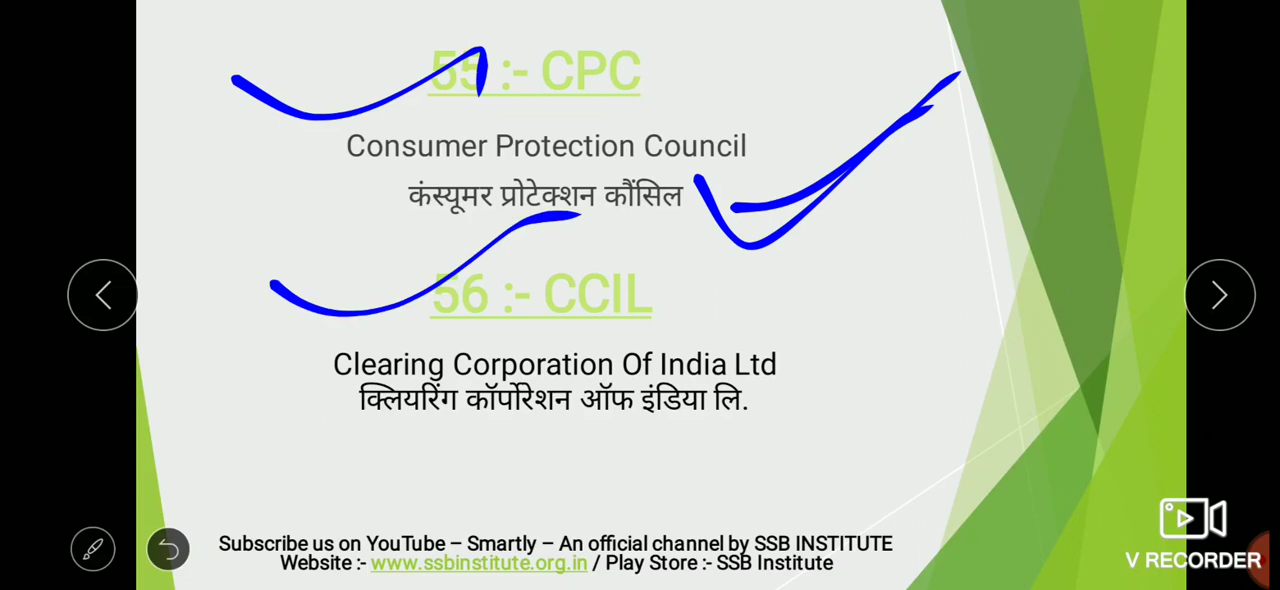 55 :- CPC
Consumer Protection Council
कंस्यूमर प्रोटेक्शन कौंसिल
56 :- CCIL
Clearing Corporation Of India Ltd
क्लियरिंग कॉर्पोरेशन ऑफ इंडिया लि.
Subscribe us on YouTube – Smartly – An official channel by SSB INSTITUTE
Website :- www.ssbinstitute.org.in / Play Store :- SSB Institute
V RECORDER